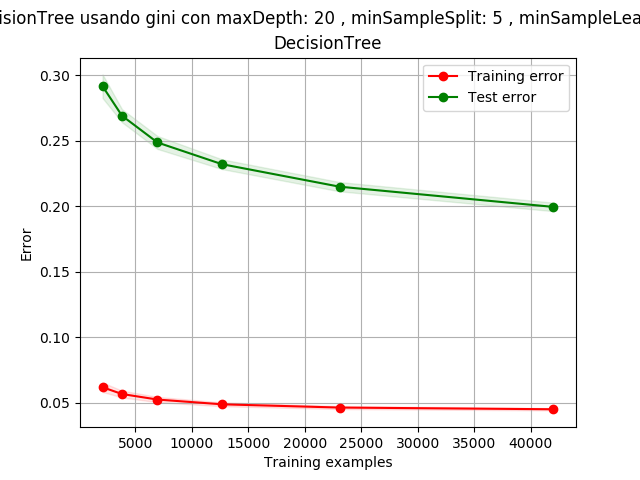 isionTree usando gini con maxDepth: 20 , minSampleSplit: 5 , minSampleLea
DecisionTree
Training error
Test error
0.30
0.25
0.20
0.15
0.10
0.05
Error
5000 10000 15000 20000 25000 30000 35000 40000
Training examples